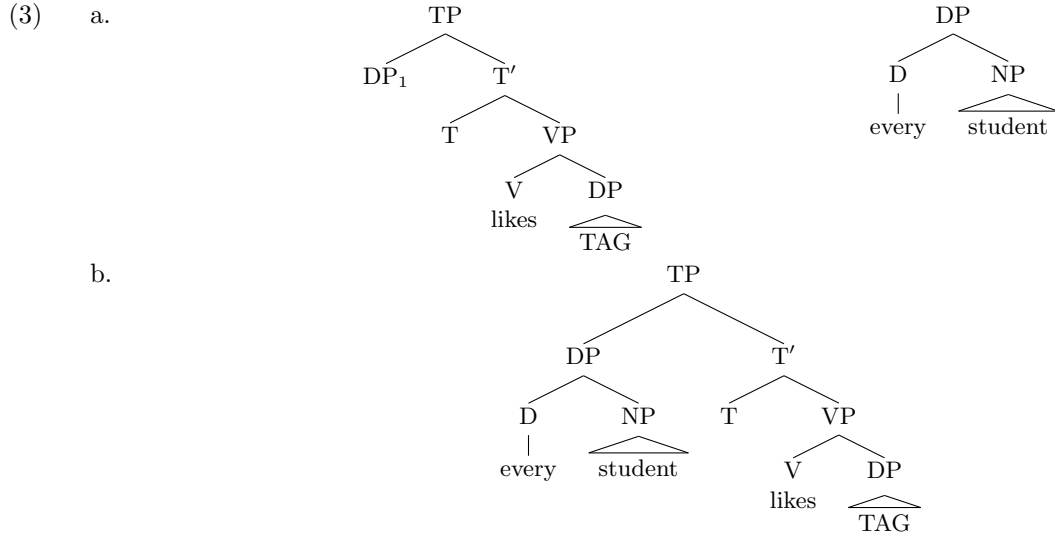 (3) a. TP DP
DP₁ T′ D NP
T VP every student
V DP
likes TAG
b. TP
DP T′
D NP T VP
every student V DP
likes TAG